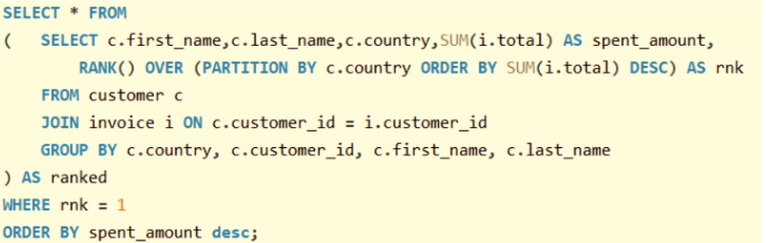 SELECT * FROM
(   SELECT c.first_name,c.last_name,c.country,SUM(i.total) AS spent_amount,
        RANK() OVER (PARTITION BY c.country ORDER BY SUM(i.total) DESC) AS rnk
    FROM customer c
    JOIN invoice i ON c.customer_id = i.customer_id
    GROUP BY c.country, c.customer_id, c.first_name, c.last_name
) AS ranked
WHERE rnk = 1
ORDER BY spent_amount desc;